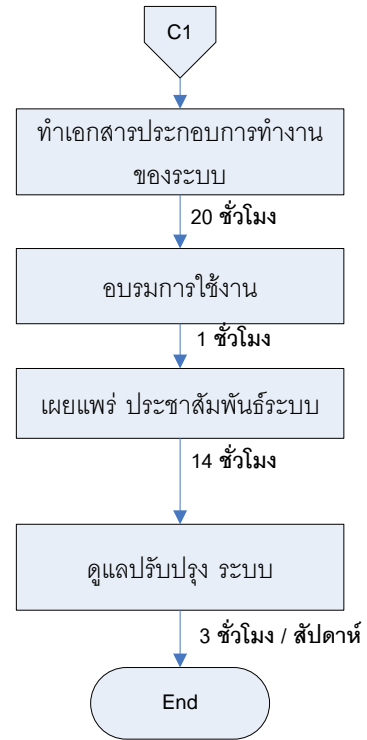 C1
ทำเอกสารประกอบการทำงาน
ของระบบ
20 ชั่วโมง
อบรมการใช้งาน
1 ชั่วโมง
เผยแพร่ ประชาสัมพันธ์ระบบ
14 ชั่วโมง
ดูแลปรับปรุง ระบบ
3 ชั่วโมง / สัปดาห์
End